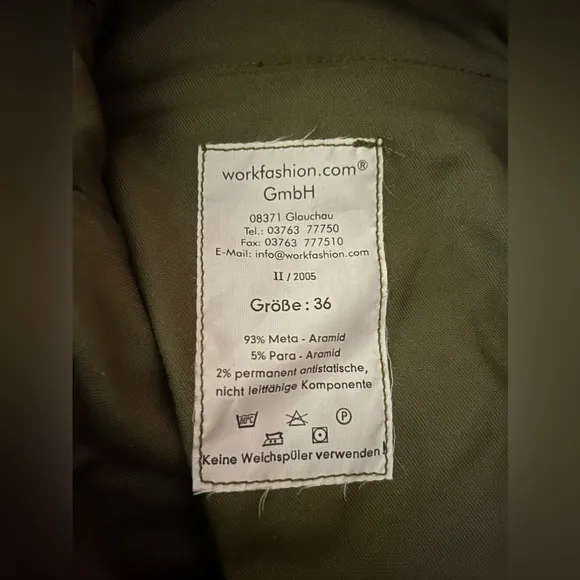 workfashion.com®
GmbH
08371 Glauchau
Tel.: 03763 77750
Fax: 03763 777510
E-Mail: info@workfashion.com
II / 2005
Größe: 36
93% Meta - Aramid
5% Para - Aramid
2% permanent antistatische,
nicht leitfähige Komponente
60°C P
Keine Weichspüler verwenden!